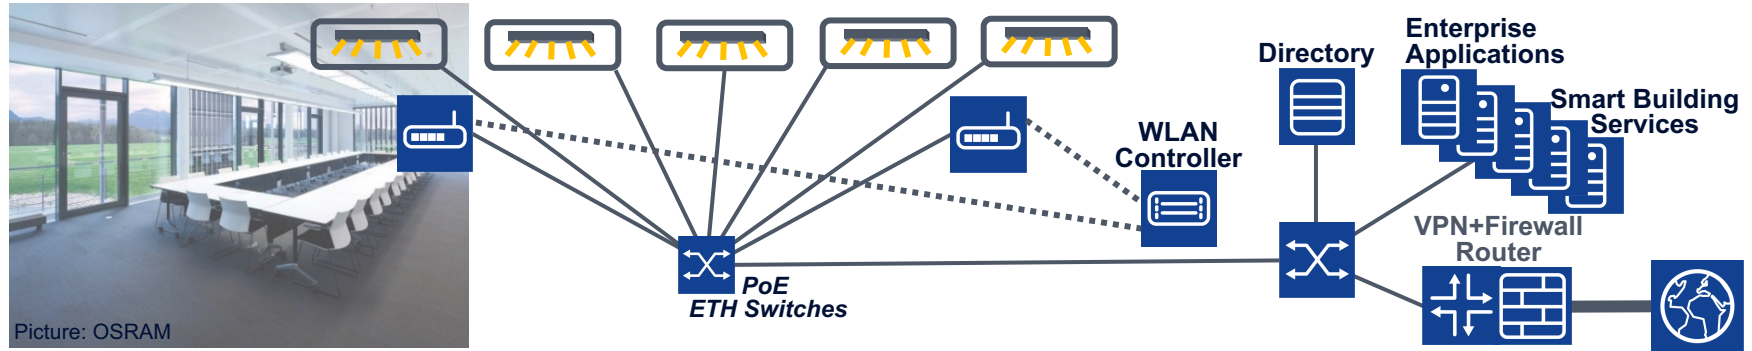 Directory
Enterprise
Applications
Smart Building
Services
WLAN
Controller
VPN+Firewall
Router
PoE
ETH Switches
Picture: OSRAM